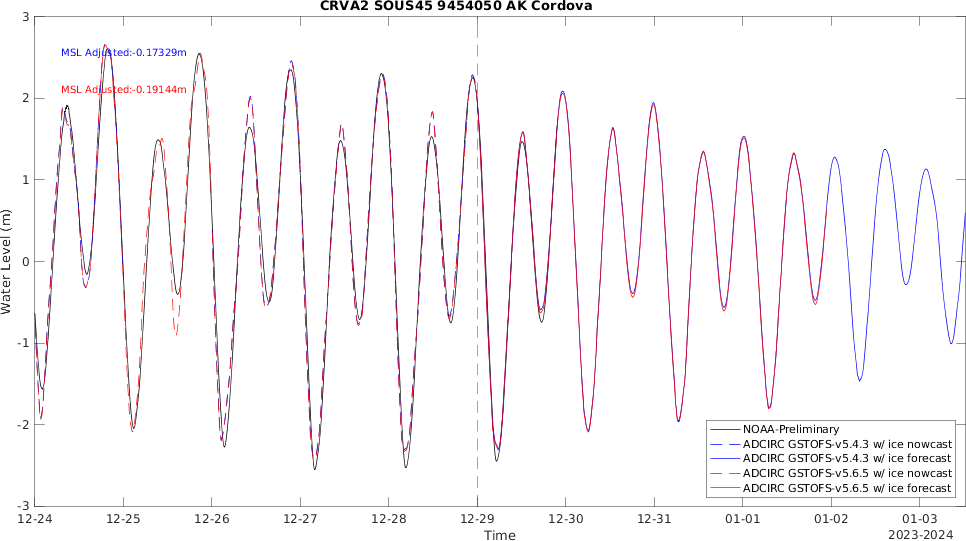 CRVA2 SOUS45 9454050 AK Cordova
3
2
1
0
-1
-2
-3
Water Level (m)
MSL Adjusted:-0.17329m
MSL Adjusted:-0.19144m
NOAA-Preliminary
ADCIRC GSTOFS-v5.4.3 w/ ice nowcast
ADCIRC GSTOFS-v5.4.3 w/ ice forecast
ADCIRC GSTOFS-v5.6.5 w/ ice nowcast
ADCIRC GSTOFS-v5.6.5 w/ ice forecast
12-24 12-25 12-26 12-27 12-28 12-29 12-30 12-31 01-01 01-02 01-03
Time
2023-2024